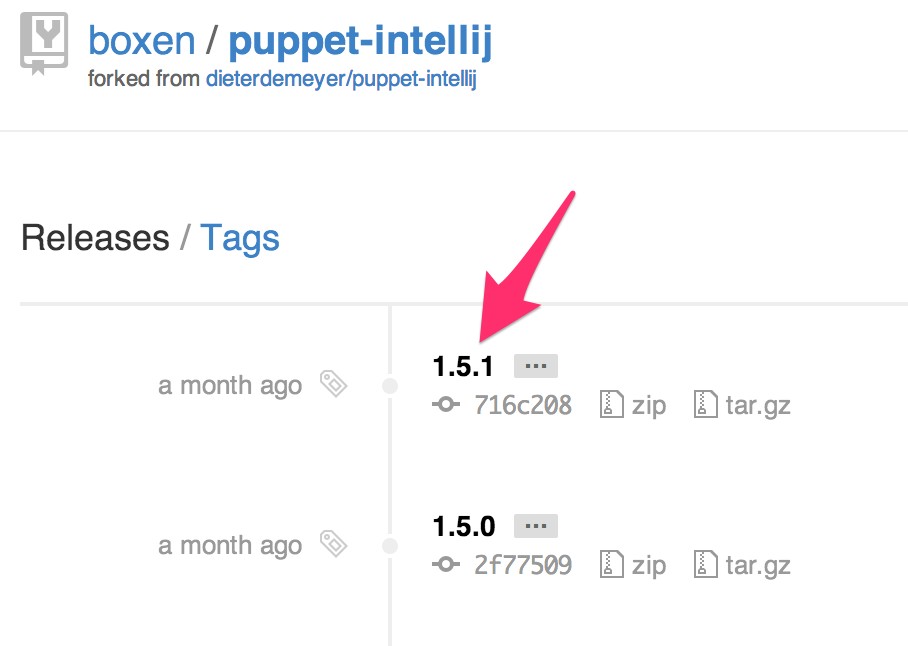 boxen / puppet-intellij
forked from dieterdemeyer/puppet-intellij
Releases / Tags
a month ago
1.5.1 ...
716c208 zip tar.gz
a month ago
1.5.0 ...
2f77509 zip tar.gz